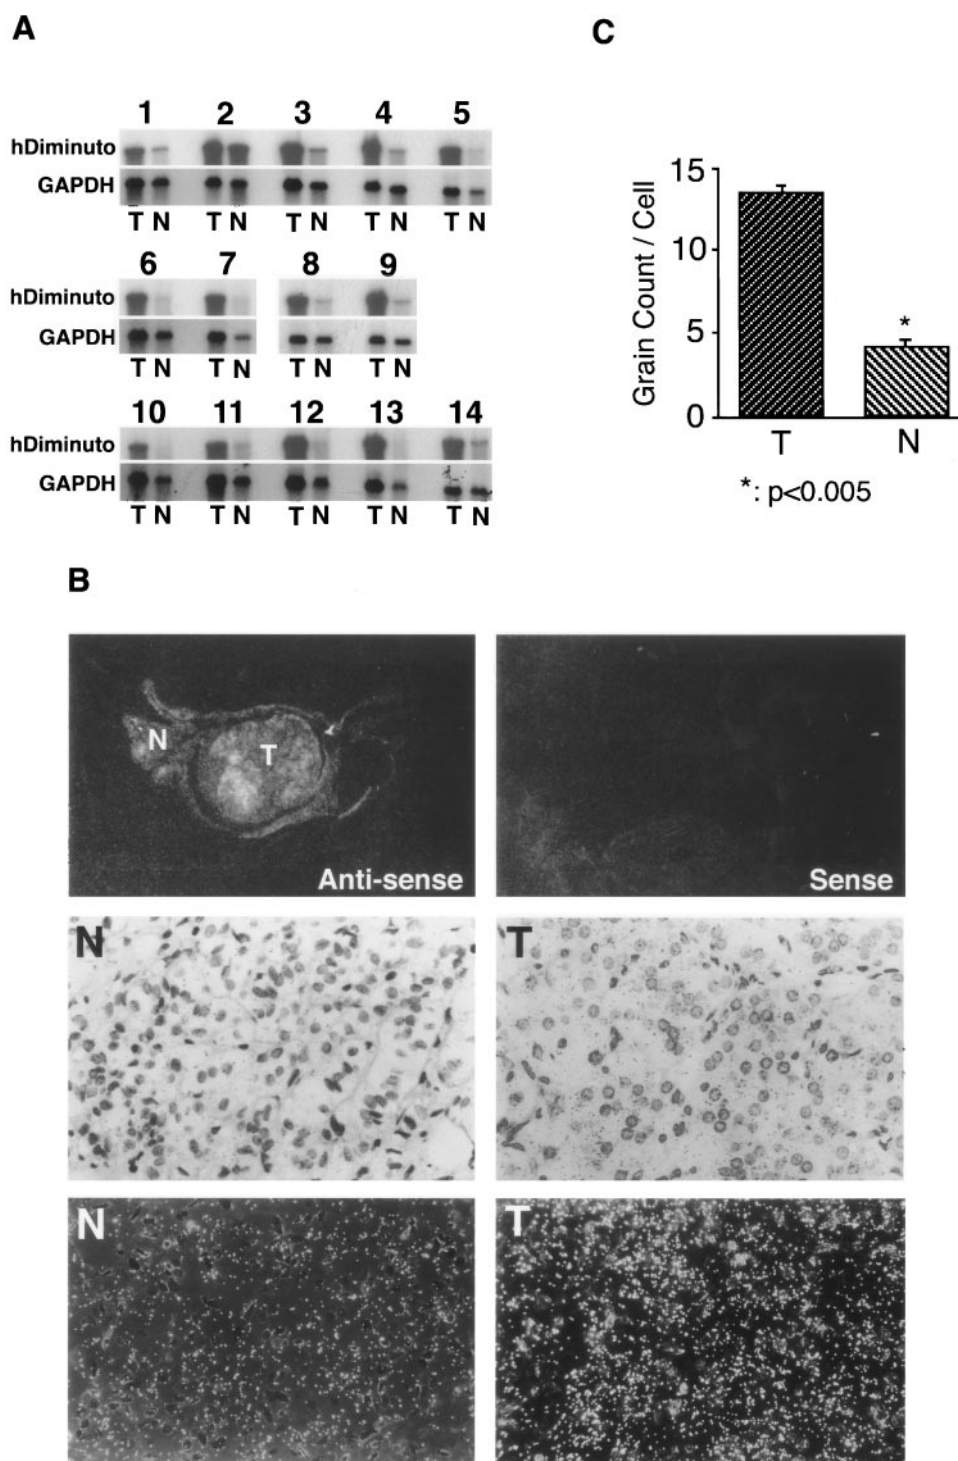 A
1 2 3 4 5
hDiminuto
GAPDH
T N T N T N T N T N
6 7 8 9
hDiminuto
GAPDH
T N T N T N T N
10 11 12 13 14
hDiminuto
GAPDH
T N T N T N T N T N
C
Grain Count / Cell
15
10
5
0
*
T N
*: p<0.005
B
N T
Anti-sense
Sense
N
T
N
T